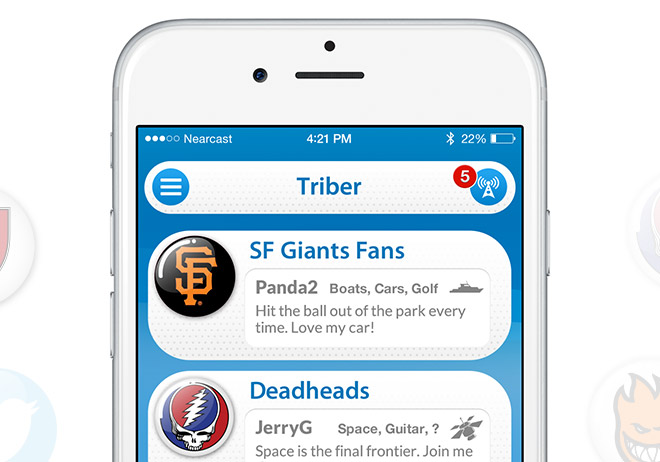 Nearcast 4:21 PM 22%
Triber
5
SF
SF Giants Fans
Panda2 Boats, Cars, Golf
Hit the ball out of the park every
time. Love my car!
Deadheads
JerryG Space, Guitar, ?
Space is the final frontier. Join me